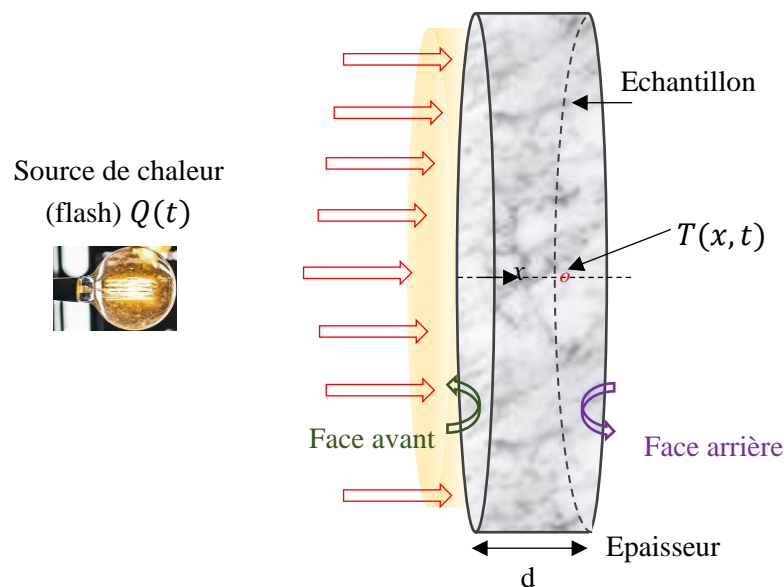 Echantillon
Source de chaleur
(flash) Q(t)
T(x, t)
x
o
Face avant
Face arrière
Epaisseur
d